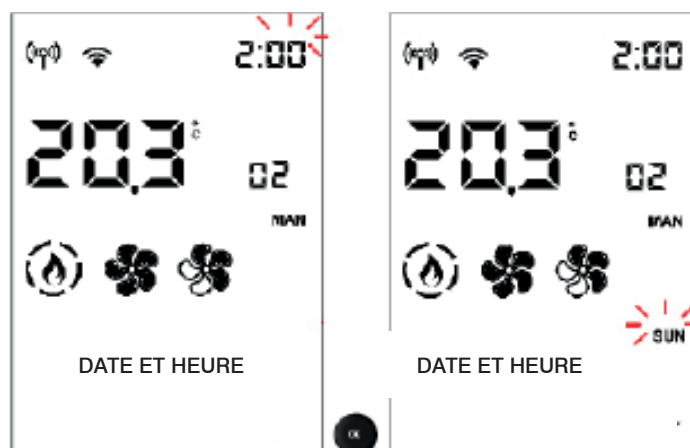 2:00
20,3 °c
02
MAN
DATE ET HEURE
2:00
20,3 °c
02
MAN
SUN
DATE ET HEURE